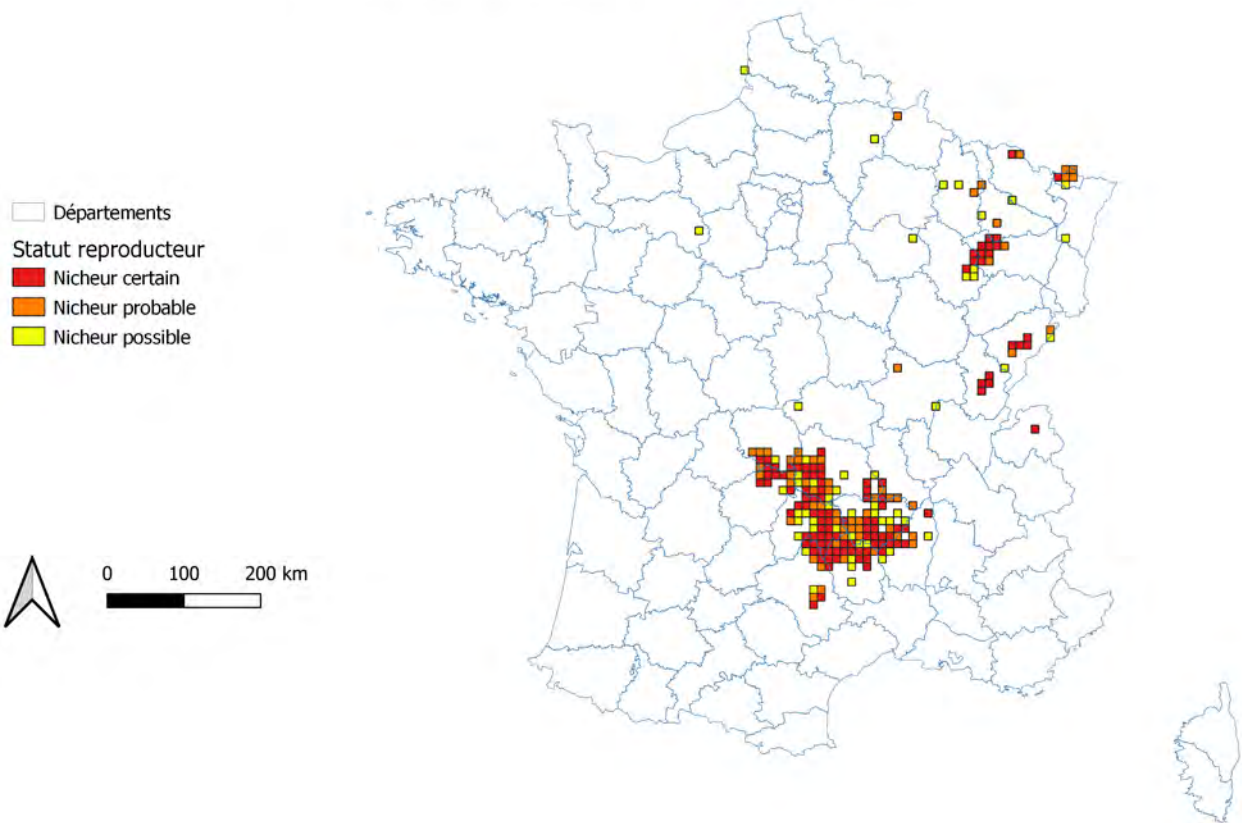 Départements
Statut reproducteur
Nicheur certain
Nicheur probable
Nicheur possible
0 100 200 km